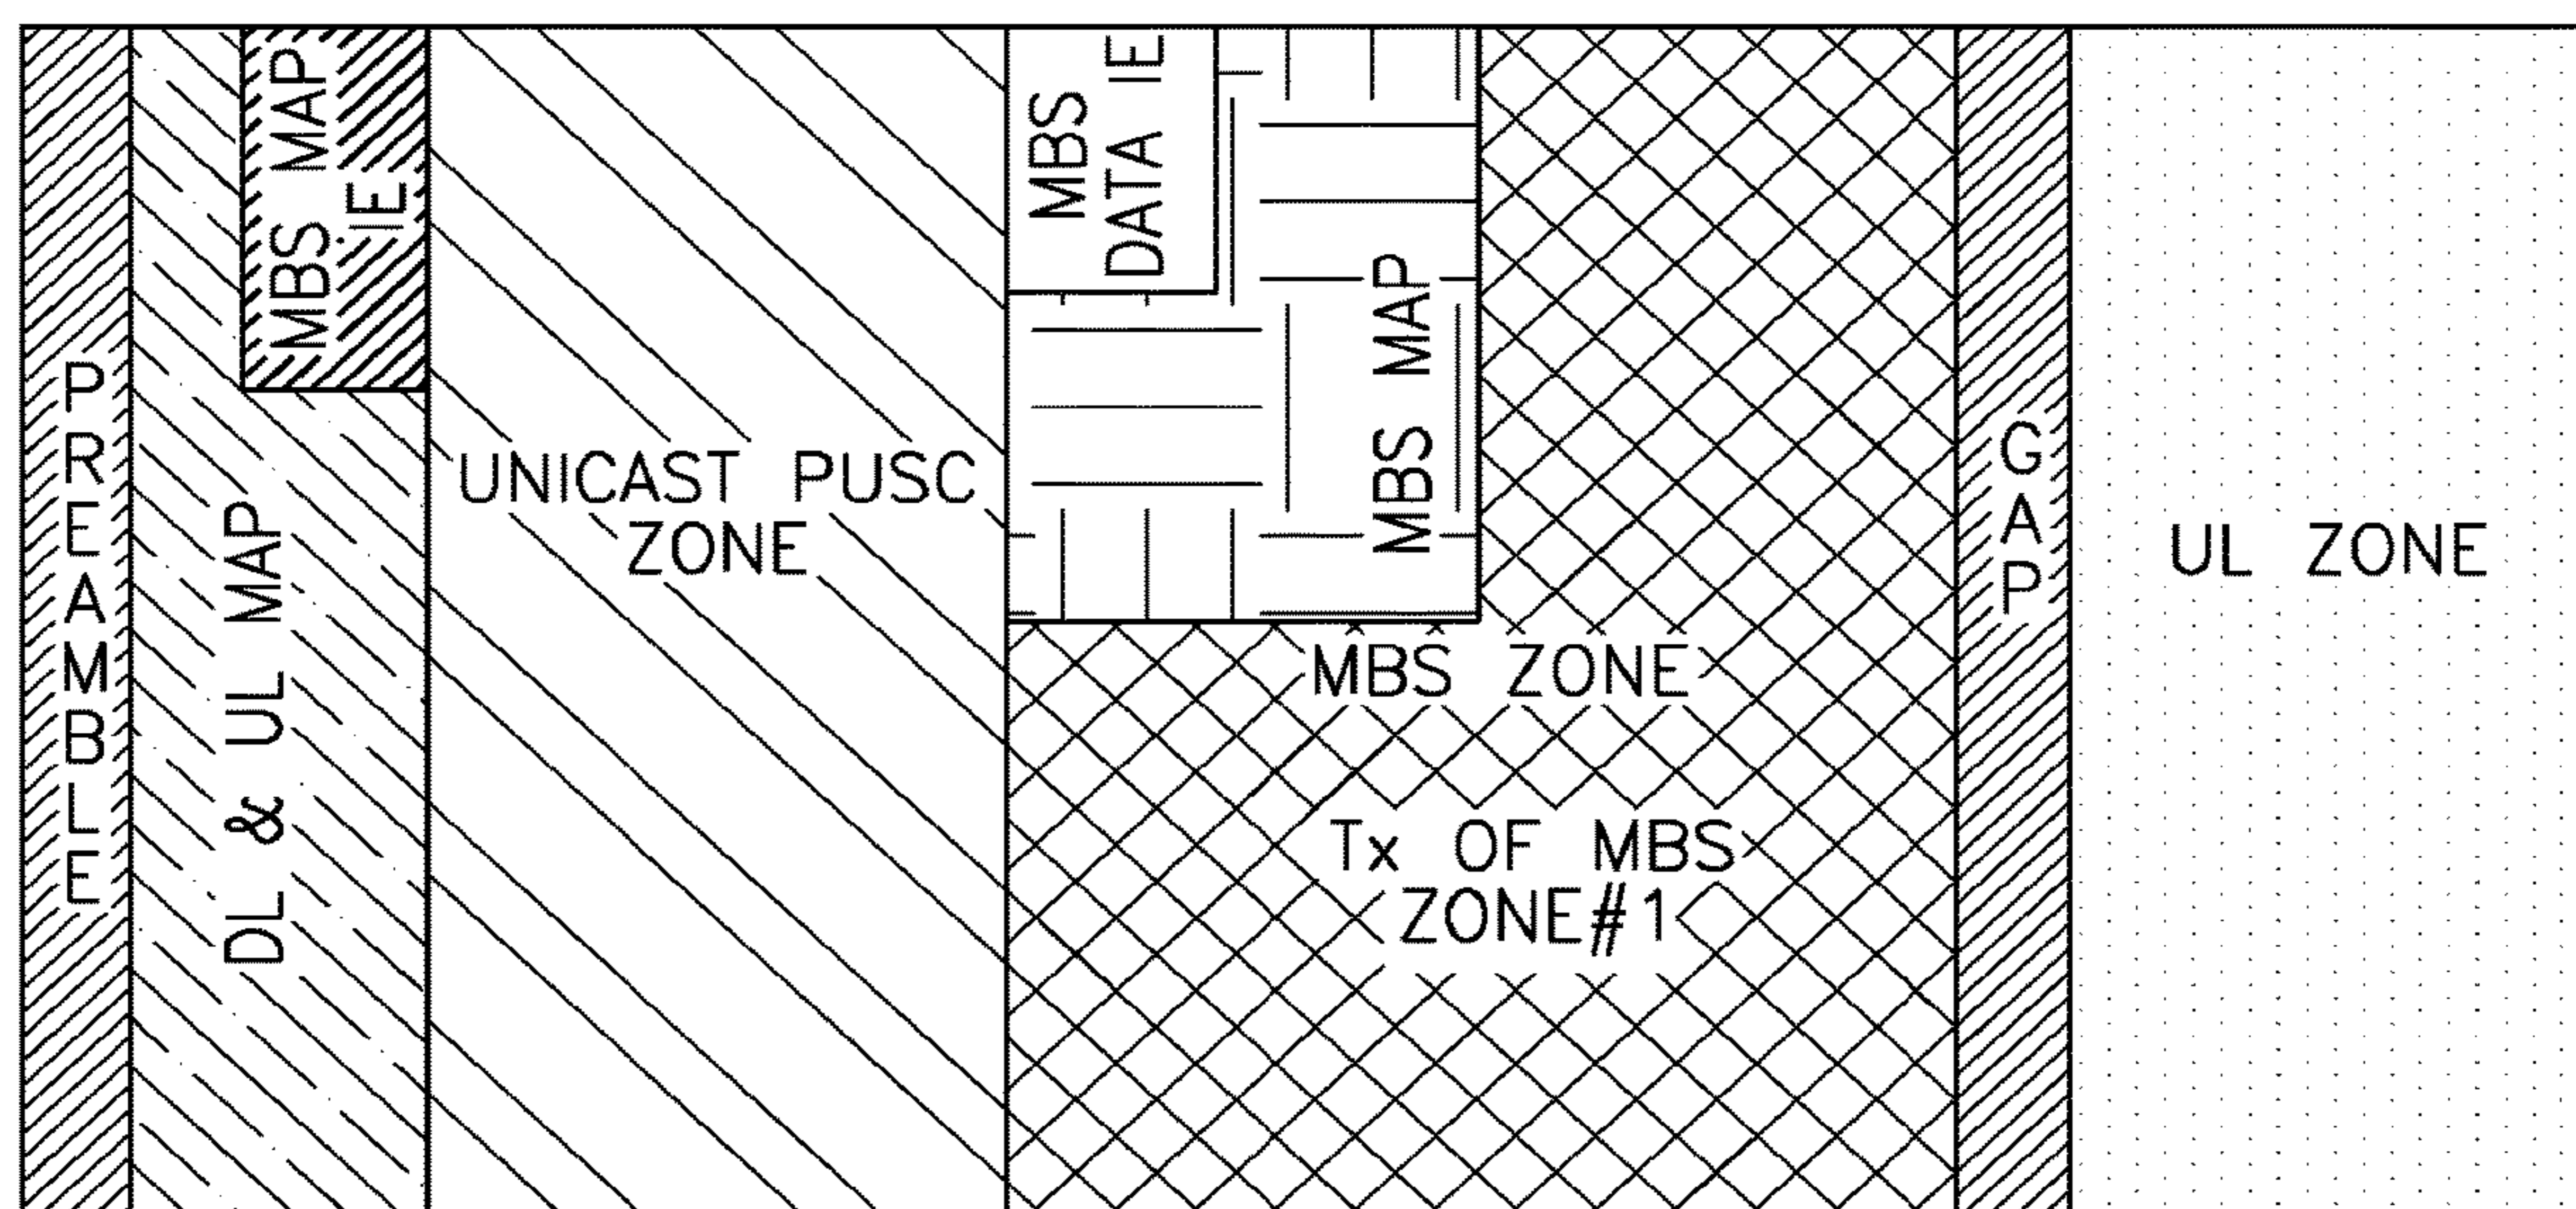 PREAMBLE
DL & UL MAP
MBS MAP
IE
UNICAST PUSC
ZONE
MBS
DATA IE
MBS MAP
MBS ZONE
Tx OF MBS
ZONE#1
GAP
UL ZONE